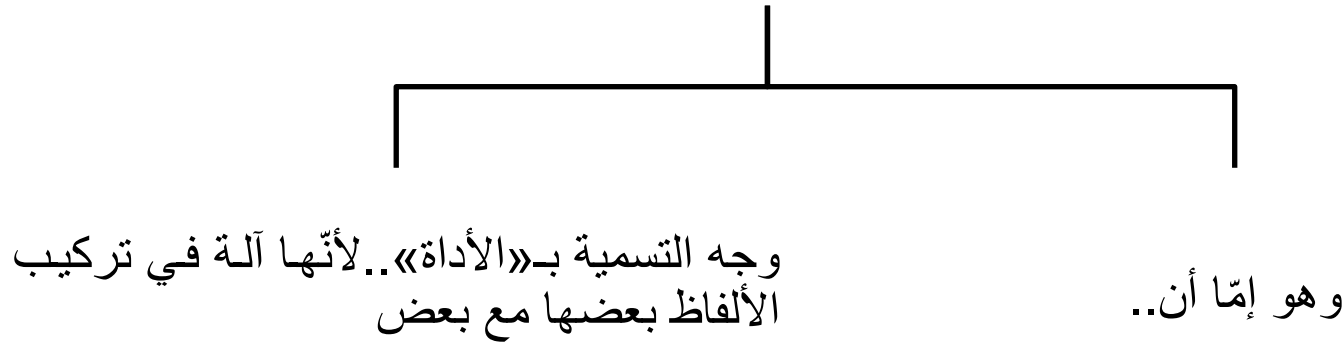 وهو إمّا أن..
وجه التسمية بـ«الأداة»..لأنّها آلة في تركيب
الألفاظ بعضها مع بعض